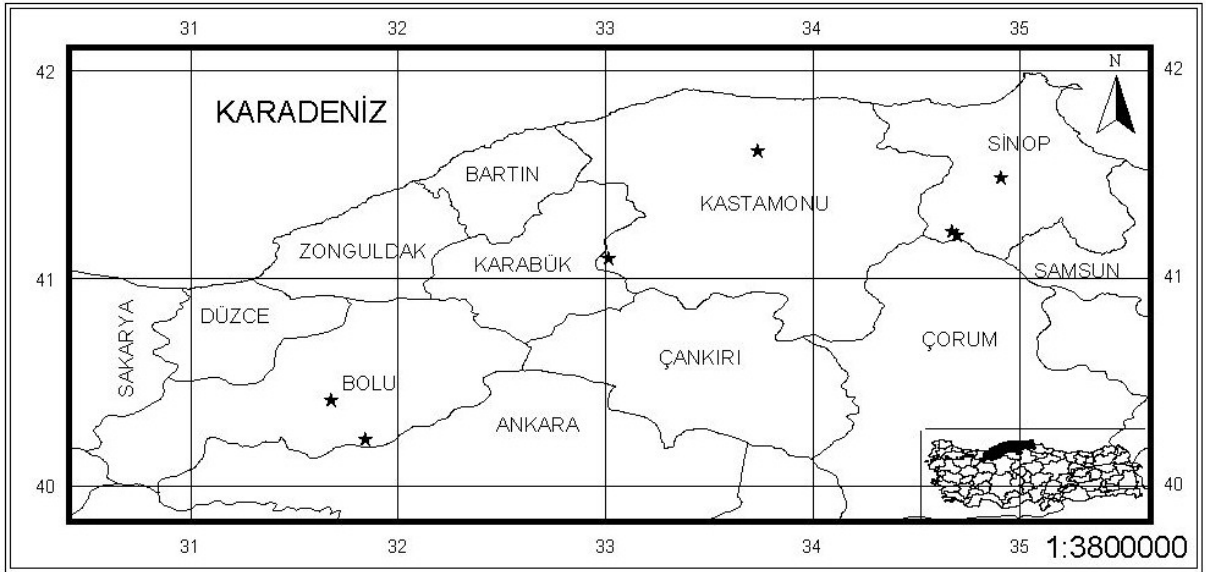 31 32 33 34 35
42 42
N
KARADENİZ
SİNOP
BARTIN
KASTAMONU
ZONGULDAK
KARABÜK
SAMSUN
41 41
DÜZCE
SAKARYA
ÇORUM
ÇANKIRI
BOLU
ANKARA
40 40
31 32 33 34 35
1:3800000